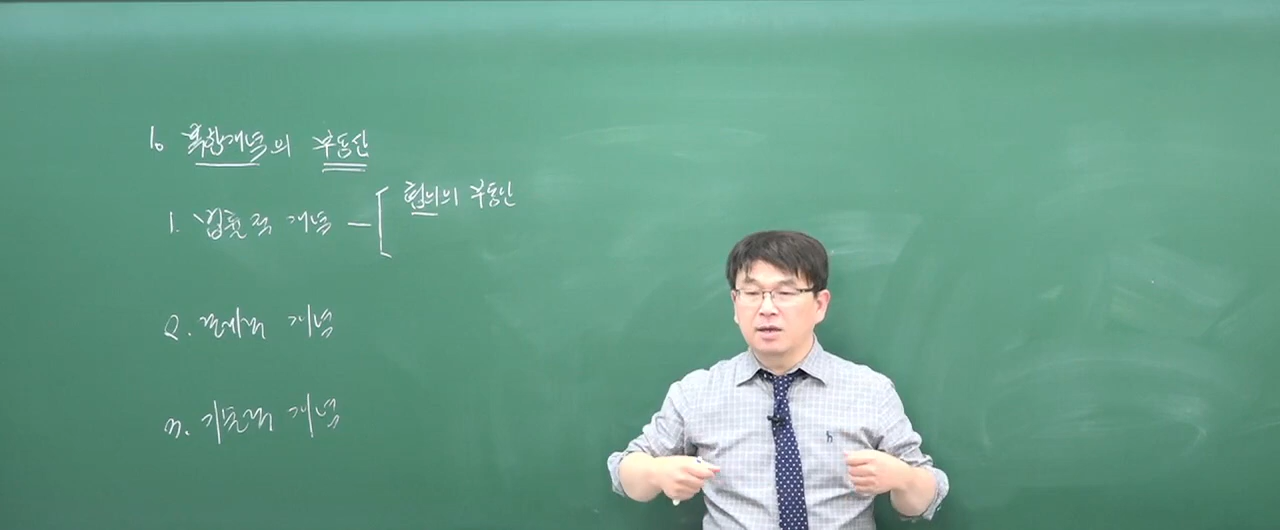 1. 복합개념의 부동산
1. 법률적 개념 - [ 협의의 부동산
2. 경제적 개념
3. 기술적 개념